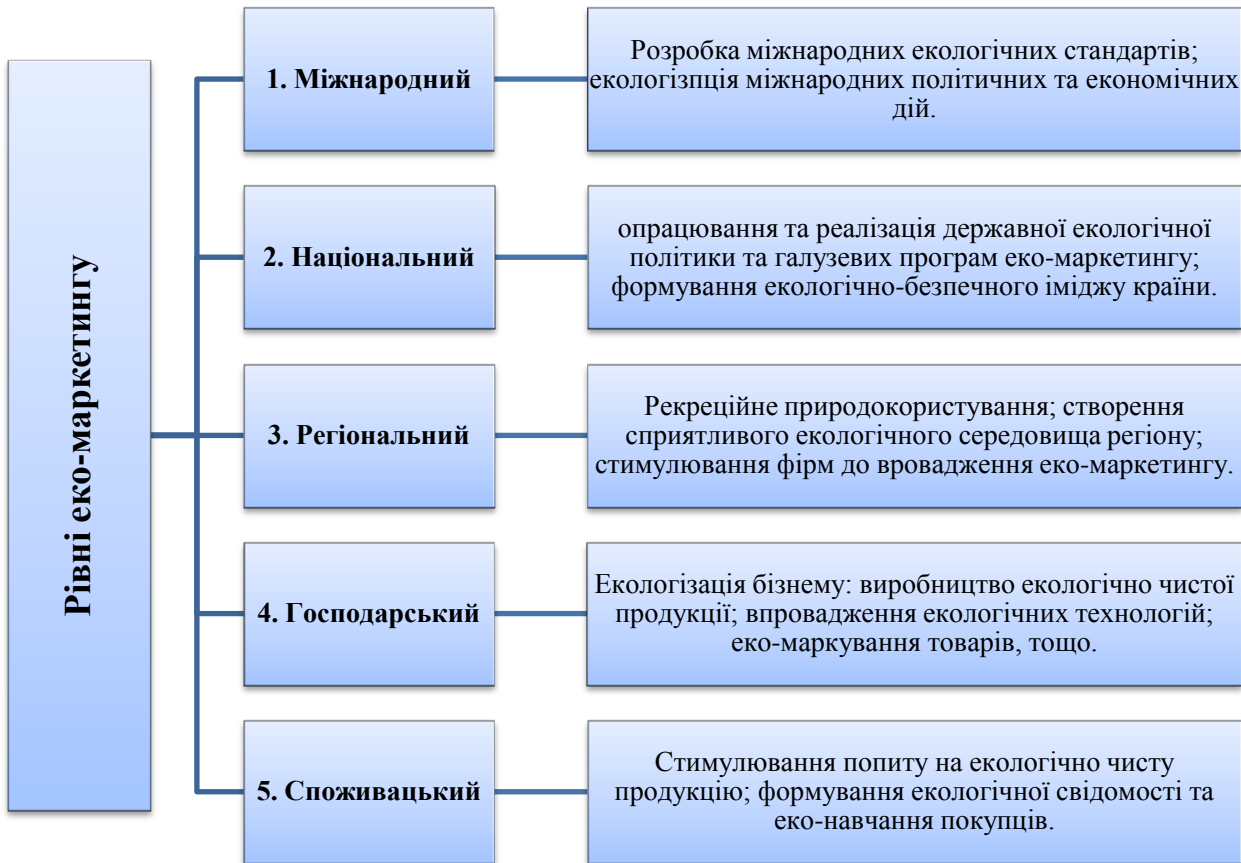 Рівні еко-маркетингу
1. Міжнародний
Розробка міжнародних екологічних стандартів;
екологізпція міжнародних політичних та економічних
дій.
2. Національний
опрацювання та реалізація державної екологічної
політики та галузевих програм еко-маркетингу;
формування екологічно-безпечного іміджу країни.
3. Регіональний
Рекреційне природокористування; створення
сприятливого екологічного середовища регіону;
стимулювання фірм до вровадження еко-маркетингу.
4. Господарський
Екологізація бізнему: виробництво екологічно чистої
продукції; впровадження екологічних технологій;
еко-маркування товарів, тощо.
5. Споживацький
Стимулювання попиту на екологічно чисту
продукцію; формування екологічної свідомості та
еко-навчання покупців.